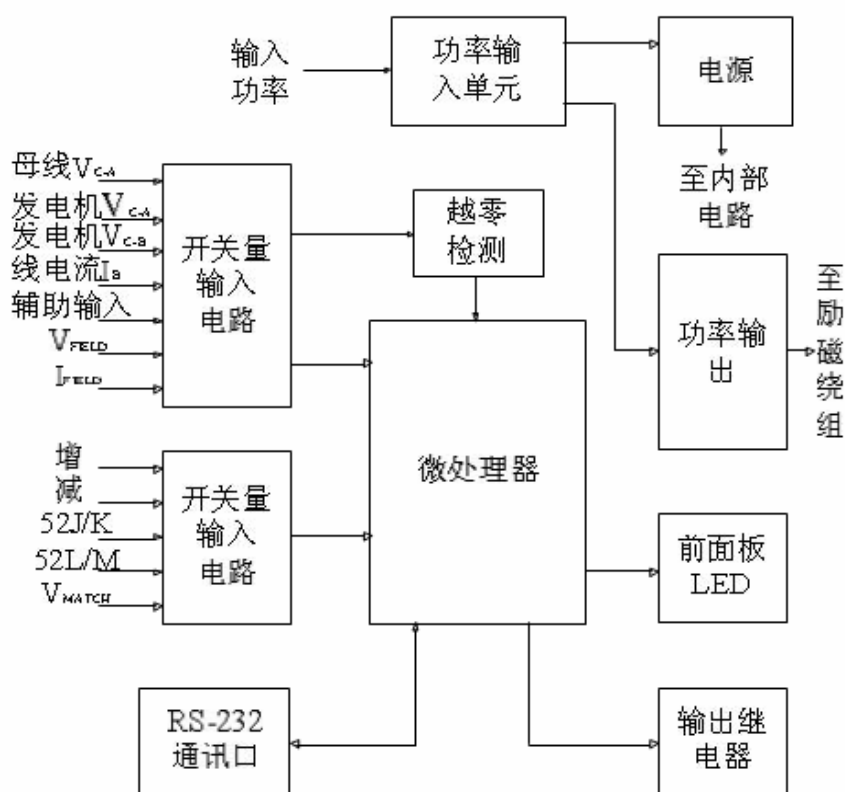 输入
功率
功率输
入单元
电源
至内部
电路
母线VC-A
发电机VC-A
发电机VC-B
线电流IB
辅助输入
VFIELD
IFIELD
开关量
输入
电路
越零
检测
微处理器
功率输
出
至
励
磁
绕
组
增
减
52J/K
52L/M
VMATCH
开关量
输入
电路
前面板
LED
RS-232
通讯口
输出继
电器